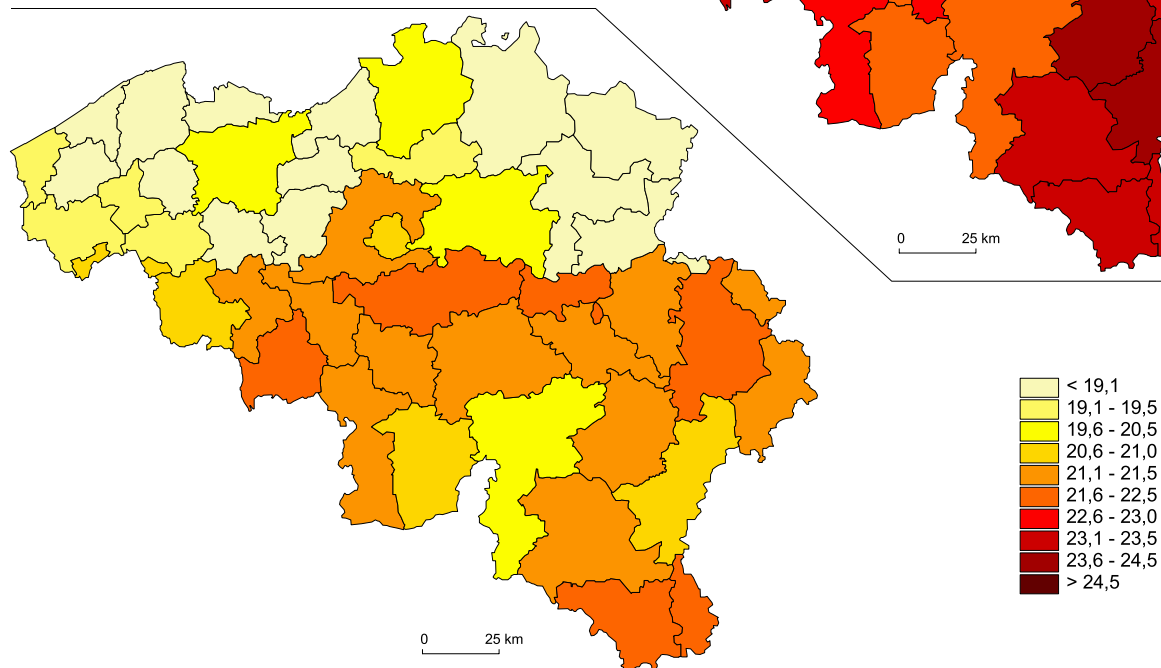 0 25 km
< 19,1
19,1 - 19,5
19,6 - 20,5
20,6 - 21,0
21,1 - 21,5
21,6 - 22,5
22,6 - 23,0
23,1 - 23,5
23,6 - 24,5
> 24,5
0 25 km